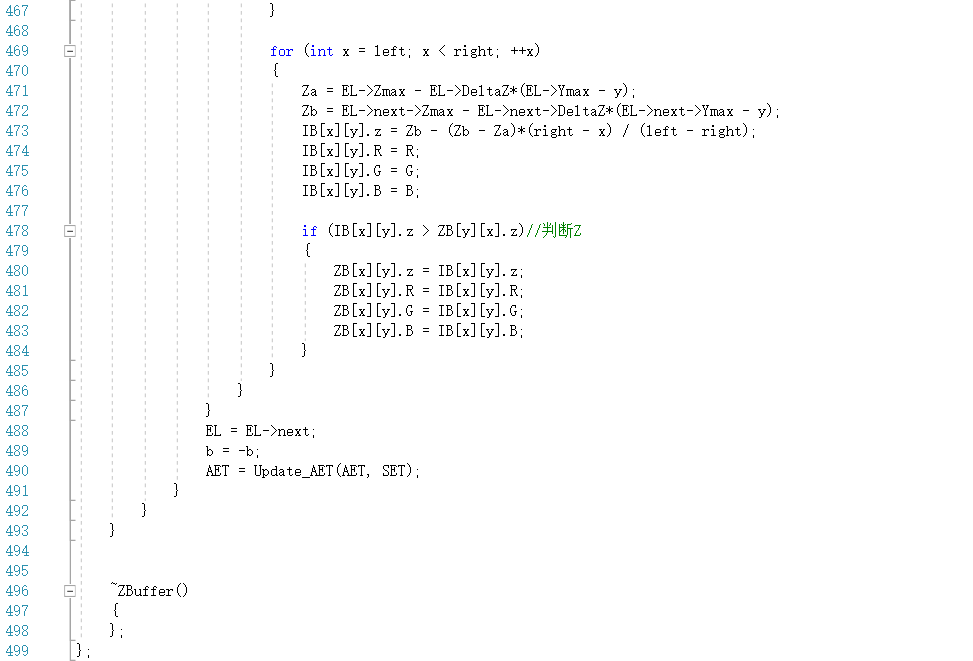 467 }
468
469 for (int x = left; x < right; ++x)
470 {
471 Za = EL->Zmax - EL->DeltaZ*(EL->Ymax - y);
472 Zb = EL->next->Zmax - EL->next->DeltaZ*(EL->next->Ymax - y);
473 IB[x][y].z = Zb - (Zb - Za)*(right - x) / (left - right);
474 IB[x][y].R = R;
475 IB[x][y].G = G;
476 IB[x][y].B = B;
477
478 if (IB[x][y].z > ZB[y][x].z)//判断Z
479 {
480 ZB[x][y].z = IB[x][y].z;
481 ZB[x][y].R = IB[x][y].R;
482 ZB[x][y].G = IB[x][y].G;
483 ZB[x][y].B = IB[x][y].B;
484 }
485 }
486 }
487 }
488 EL = EL->next;
489 b = -b;
490 AET = Update_AET(AET, SET);
491 }
492 }
493 }
494
495
496 ~ZBuffer()
497 {
498 };
499 };